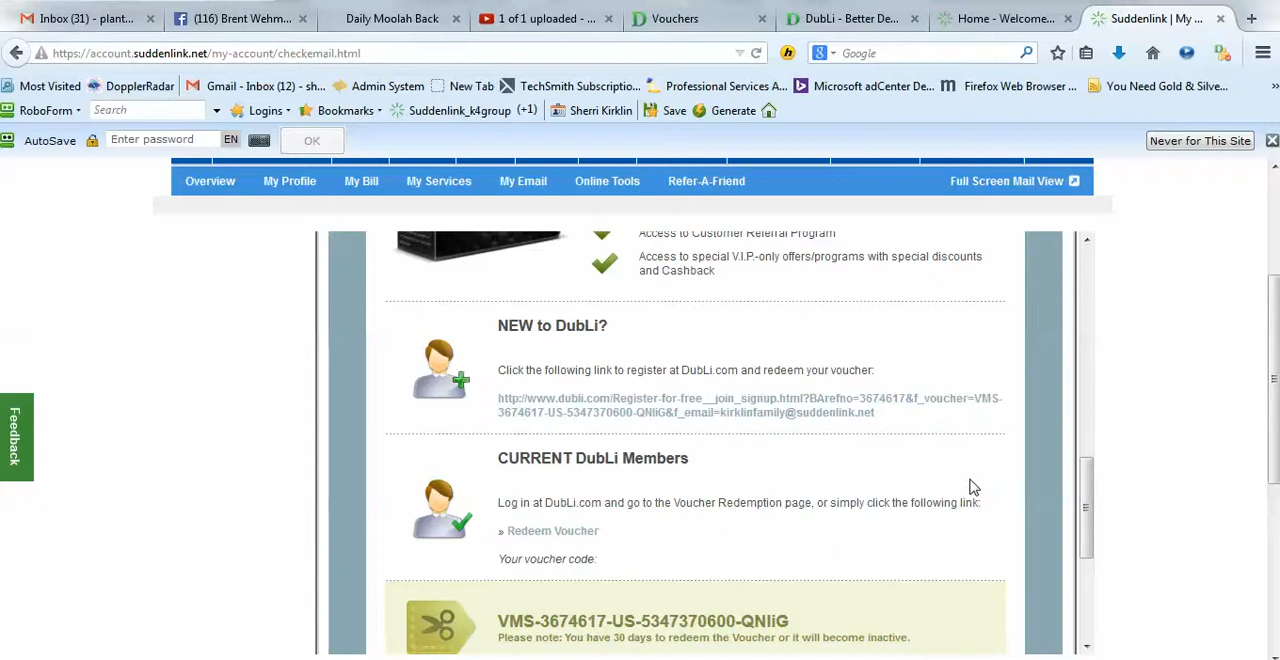 Inbox (31) - plant...
(116) Brent Wehm...
Daily Moolah Back
1 of 1 uploaded - ...
Vouchers
DubLi - Better De...
Home - Welcome...
Suddenlink | My ...
https://account.suddenlink.net/my-account/checkemail.html
Google
Most Visited
DopplerRadar
Gmail - Inbox (12) - sh...
Admin System
New Tab
TechSmith Subscriptio...
Professional Services A...
Microsoft adCenter De...
Firefox Web Browser ...
You Need Gold & Silve...
RoboForm
Search
Logins
Bookmarks
Suddenlink_k4group (+1)
Sherri Kirklin
Save
Generate
AutoSave
Enter password
EN
OK
Never for This Site
Overview
My Profile
My Bill
My Services
My Email
Online Tools
Refer-A-Friend
Full Screen Mail View
Access to Customer Referral Program
Access to special V.I.P.-only offers/programs with special discounts
and Cashback
NEW to DubLi?
Click the following link to register at DubLi.com and redeem your voucher:
http://www.dubli.com/Register-for-free__join_signup.html?BArefno=3674617&f_voucher=VMS-
3674617-US-5347370600-QNliG&f_email=kirklinfamily@suddenlink.net
Feedback
CURRENT DubLi Members
Log in at DubLi.com and go to the Voucher Redemption page, or simply click the following link:
» Redeem Voucher
Your voucher code:
VMS-3674617-US-5347370600-QNliG
Please note: You have 30 days to redeem the Voucher or it will become inactive.